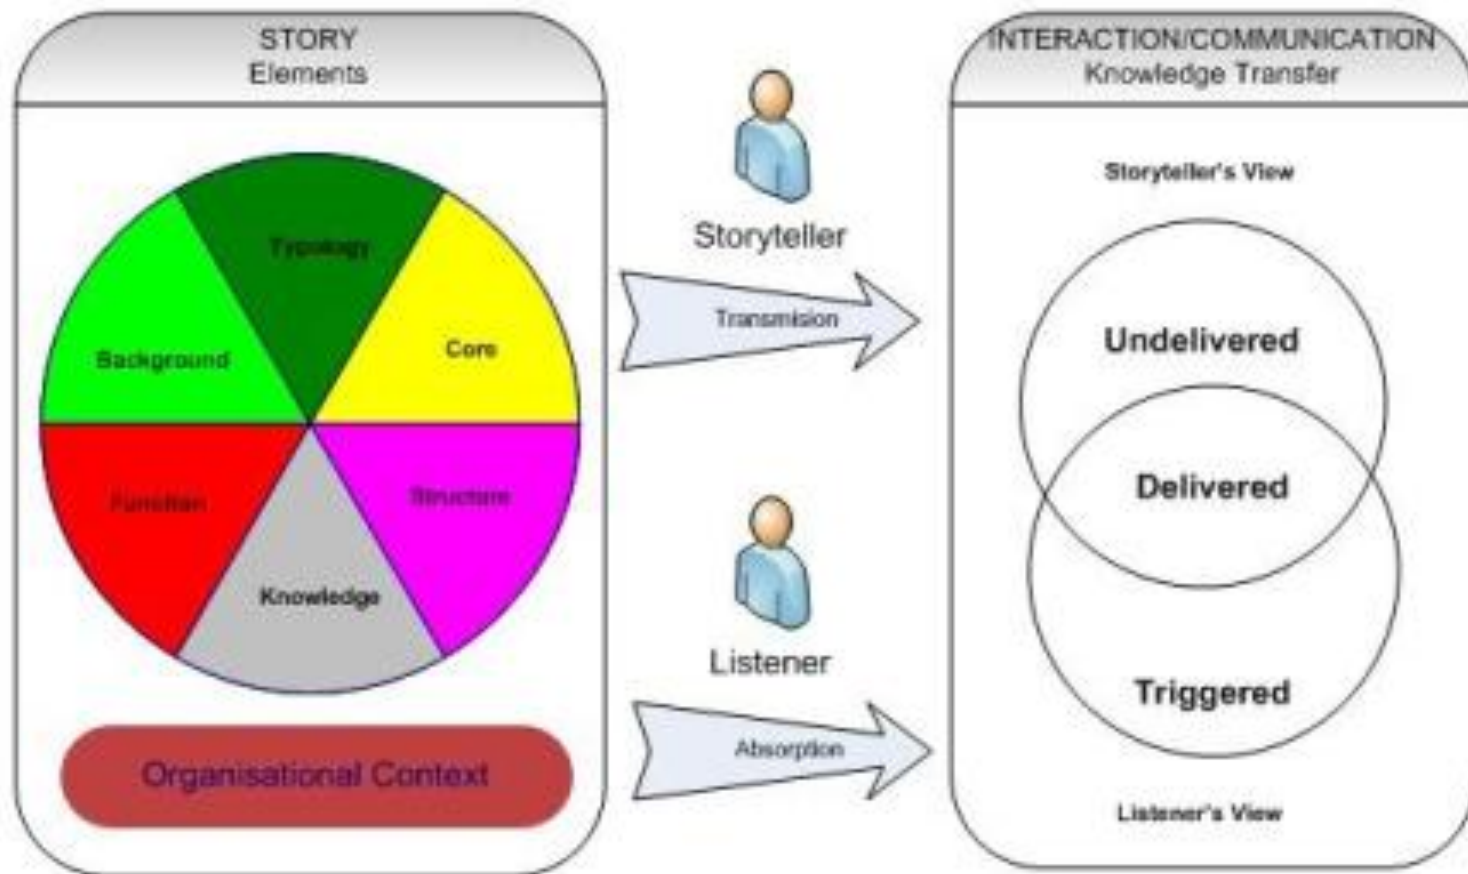 STORY
Elements
Typology
Background
Core
Function
Structure
Knowledge
Organisational Context
Storyteller
Transmision
Listener
Absorption
INTERACTION/COMMUNICATION
Knowledge Transfer
Storyteller's View
Undelivered
Delivered
Triggered
Listener's View